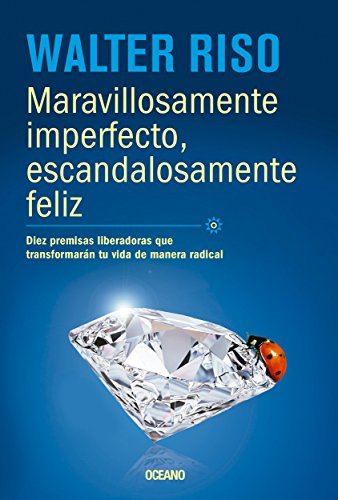 WALTER RISO
Maravillosamente
imperfecto,
escandalosamente
feliz
Diez premisas liberadoras que
transformarán tu vida de manera radical
OCEANO